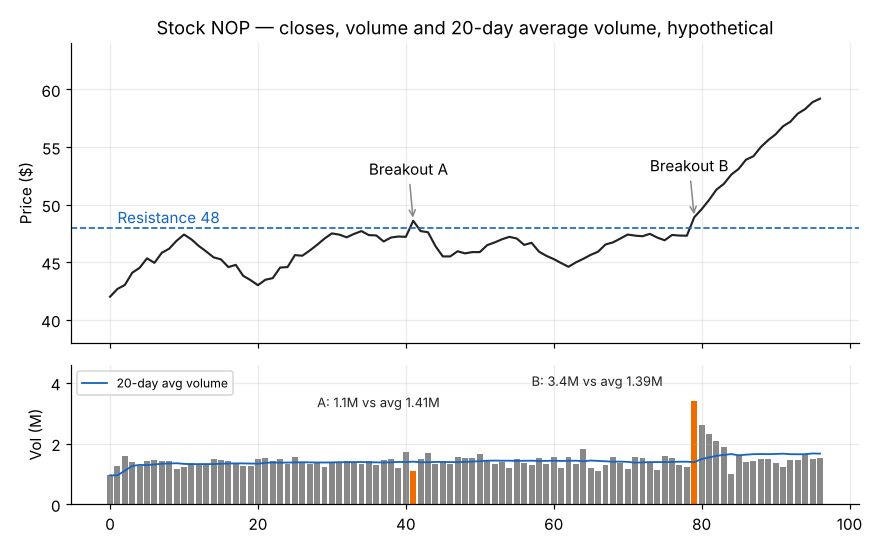 Stock NOP — closes, volume and 20-day average volume, hypothetical
Price ($)
60
55
50
45
40
Breakout A
Breakout B
Resistance 48
Vol (M)
4
2
0
20-day avg volume
A: 1.1M vs avg 1.41M
B: 3.4M vs avg 1.39M
0 20 40 60 80 100